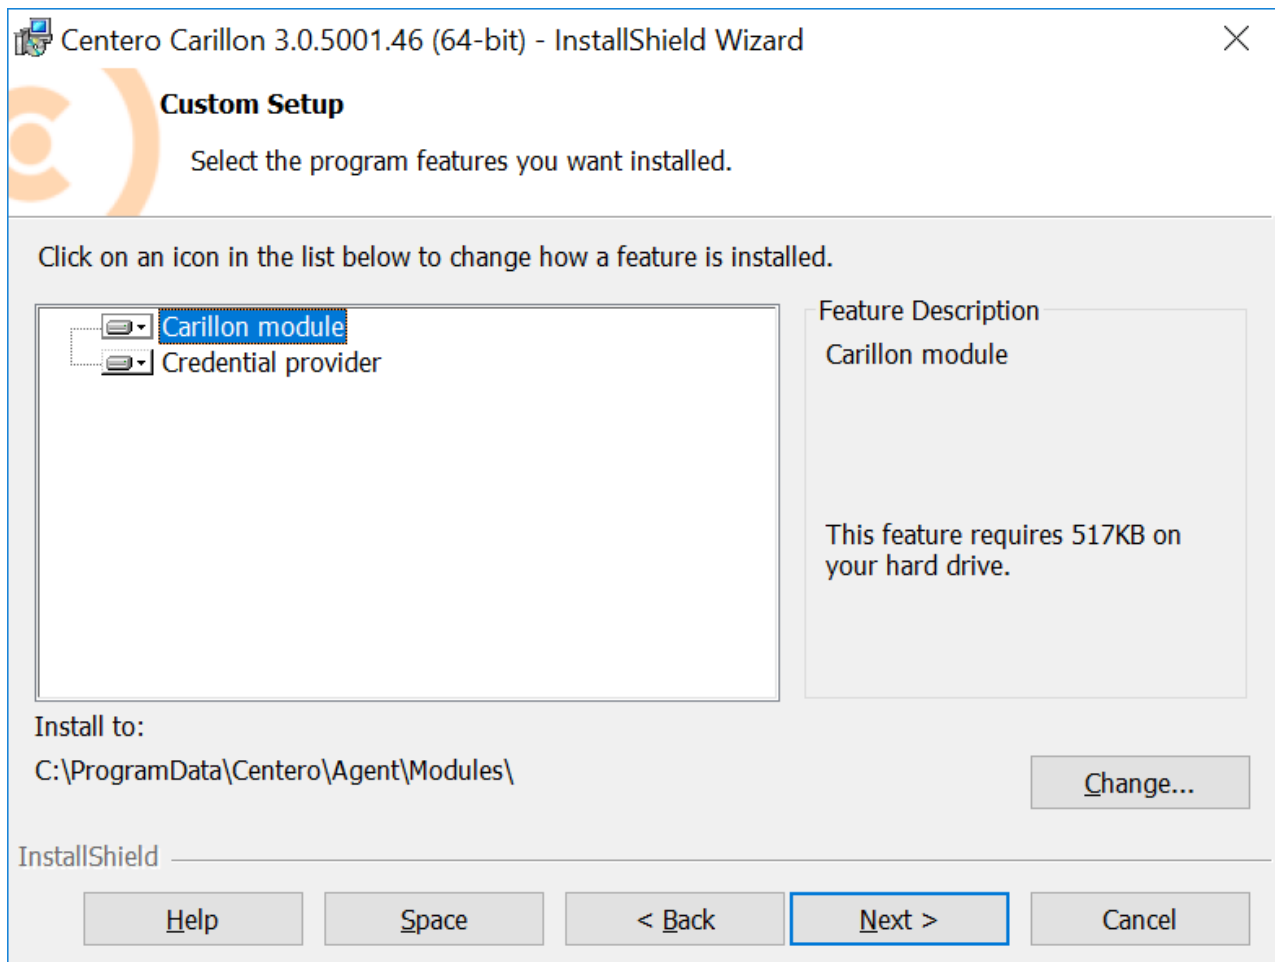 Centero Carillon 3.0.5001.46 (64-bit) - InstallShield Wizard
Custom Setup
Select the program features you want installed.
Click on an icon in the list below to change how a feature is installed.
Carillon module
Credential provider
Feature Description
Carillon module
This feature requires 517KB on
your hard drive.
Install to:
C:\ProgramData\Centero\Agent\Modules\
Change...
InstallShield
Help
Space
< Back
Next >
Cancel